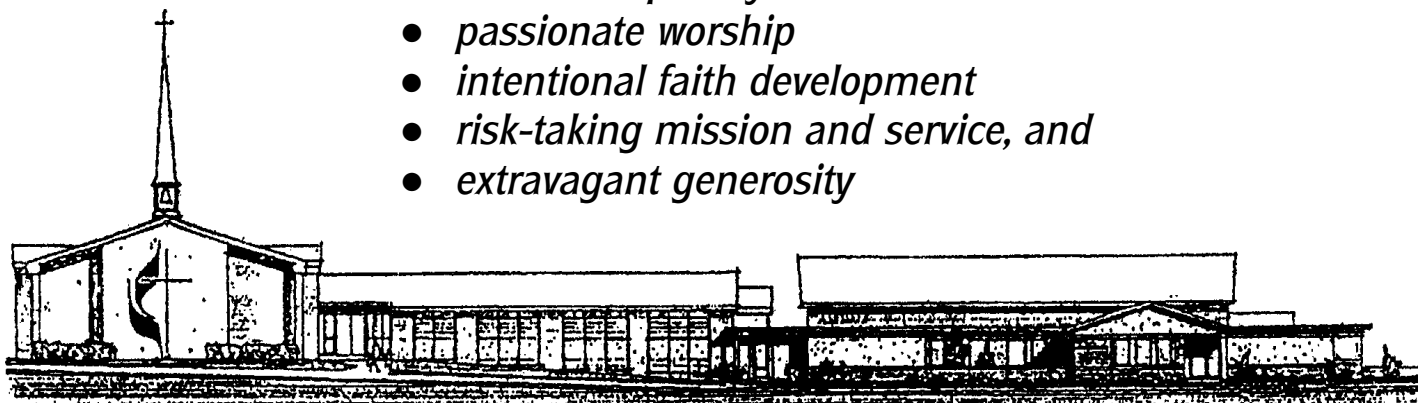 ● passionate worship
● intentional faith development
● risk-taking mission and service, and
● extravagant generosity